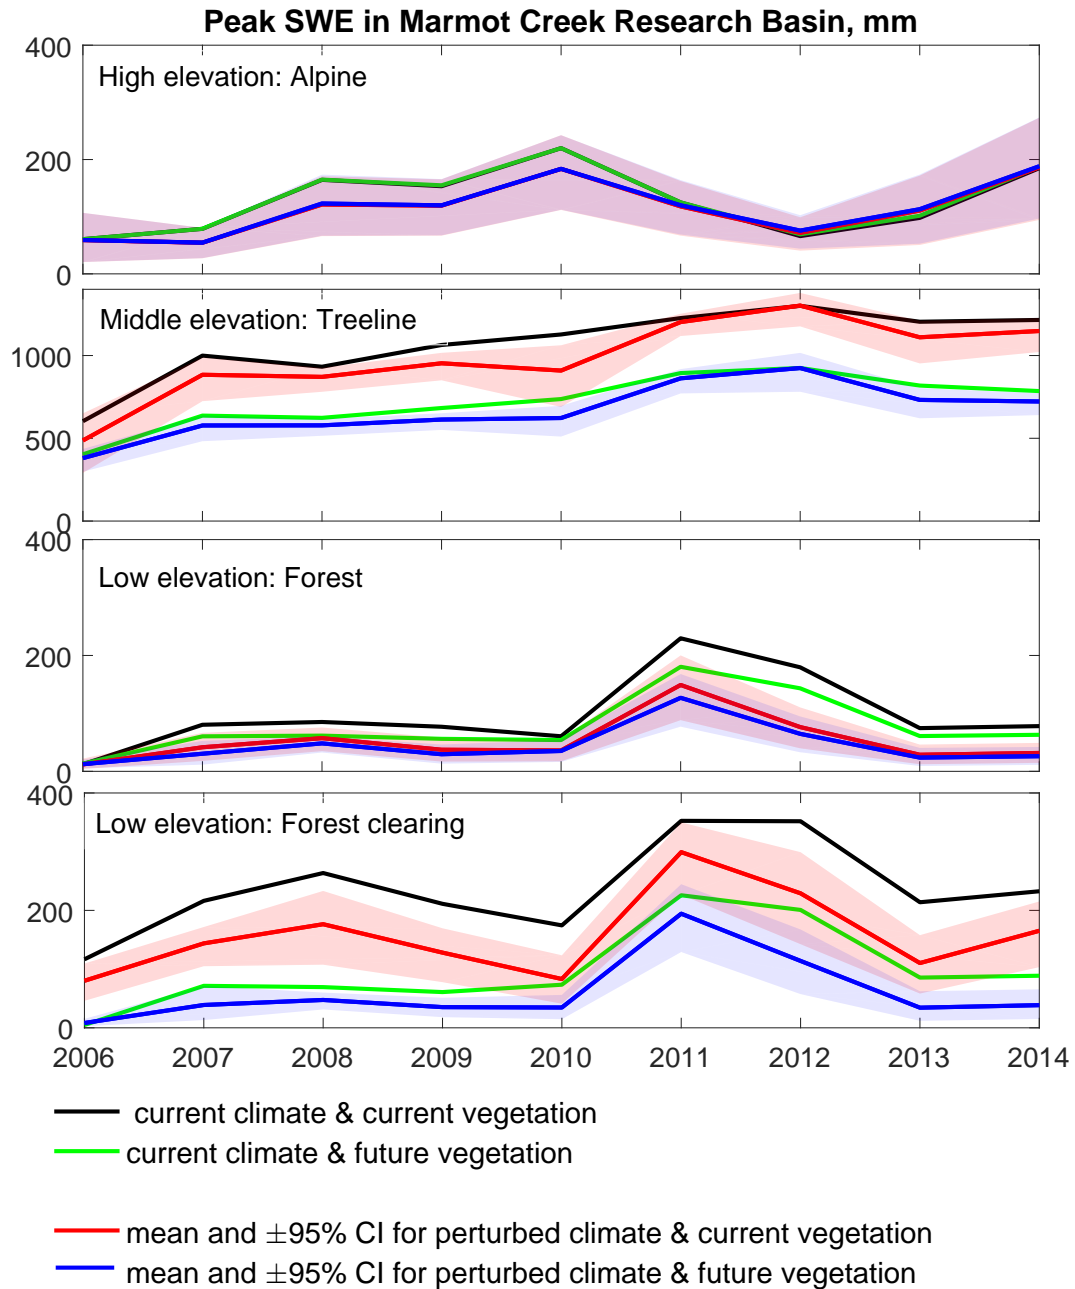 Peak SWE in Marmot Creek Research Basin, mm
400
High elevation: Alpine
200
0
Middle elevation: Treeline
1000
500
0
400
Low elevation: Forest
200
0
400
Low elevation: Forest clearing
200
0
2006 2007 2008 2009 2010 2011 2012 2013 2014
current climate & current vegetation
current climate & future vegetation
mean and ±95% CI for perturbed climate & current vegetation
mean and ±95% CI for perturbed climate & future vegetation